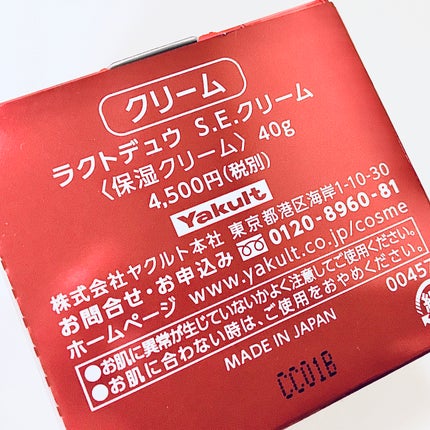 クリーム
ラクトデュウ S.E.クリーム
〈保湿クリーム〉 40g
4,500円(税別)
Yakult
株式会社ヤクルト本社 東京都港区海岸1-10-30
お問合せ・お申込み 0120-8960-81
ホームページ www.yakult.co.jp/cosme
●お肌に異常が生じていないかよく注意してご使用ください。
●お肌に合わない時は、ご使用をおやめください。
0045
MADE IN JAPAN
CC01B